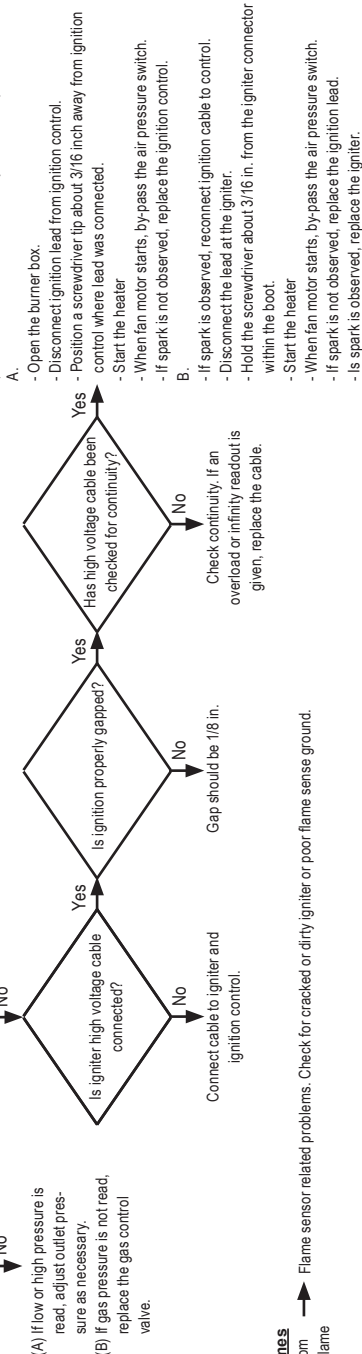 No
(A) If low or high pressure is
read, adjust outlet pres-
sure as necessary.
(B) If gas pressure is not read,
replace the gas control
valve.
No
Is igniter high voltage cable
connected?
Yes
No
Connect cable to igniter and
ignition control.
Is ignition properly gapped?
Yes
No
Gap should be 1/8 in.
Has high voltage cable been
checked for continuity?
Yes
No
Check continuity. If an
overload or infinity readout is
given, replace the cable.
A.
- Open the burner box.
- Disconnect ignition lead from ignition control.
- Position a screwdriver tip about 3/16 inch away from ignition
control where lead was connected.
- Start the heater
- When fan motor starts, by-pass the air pressure switch.
- If spark is not observed, replace the ignition control.
B.
- If spark is observed, reconnect ignition cable to control.
- Disconnect the lead at the igniter.
- Hold the screwdriver about 3/16 in. from the igniter connector
within the boot.
- Start the heater
- When fan motor starts, by-pass the air pressure switch.
- If spark is not observed, replace the ignition lead.
- Is spark is observed, replace the igniter.
Flame sensor related problems. Check for cracked or dirty igniter or poor flame sense ground.